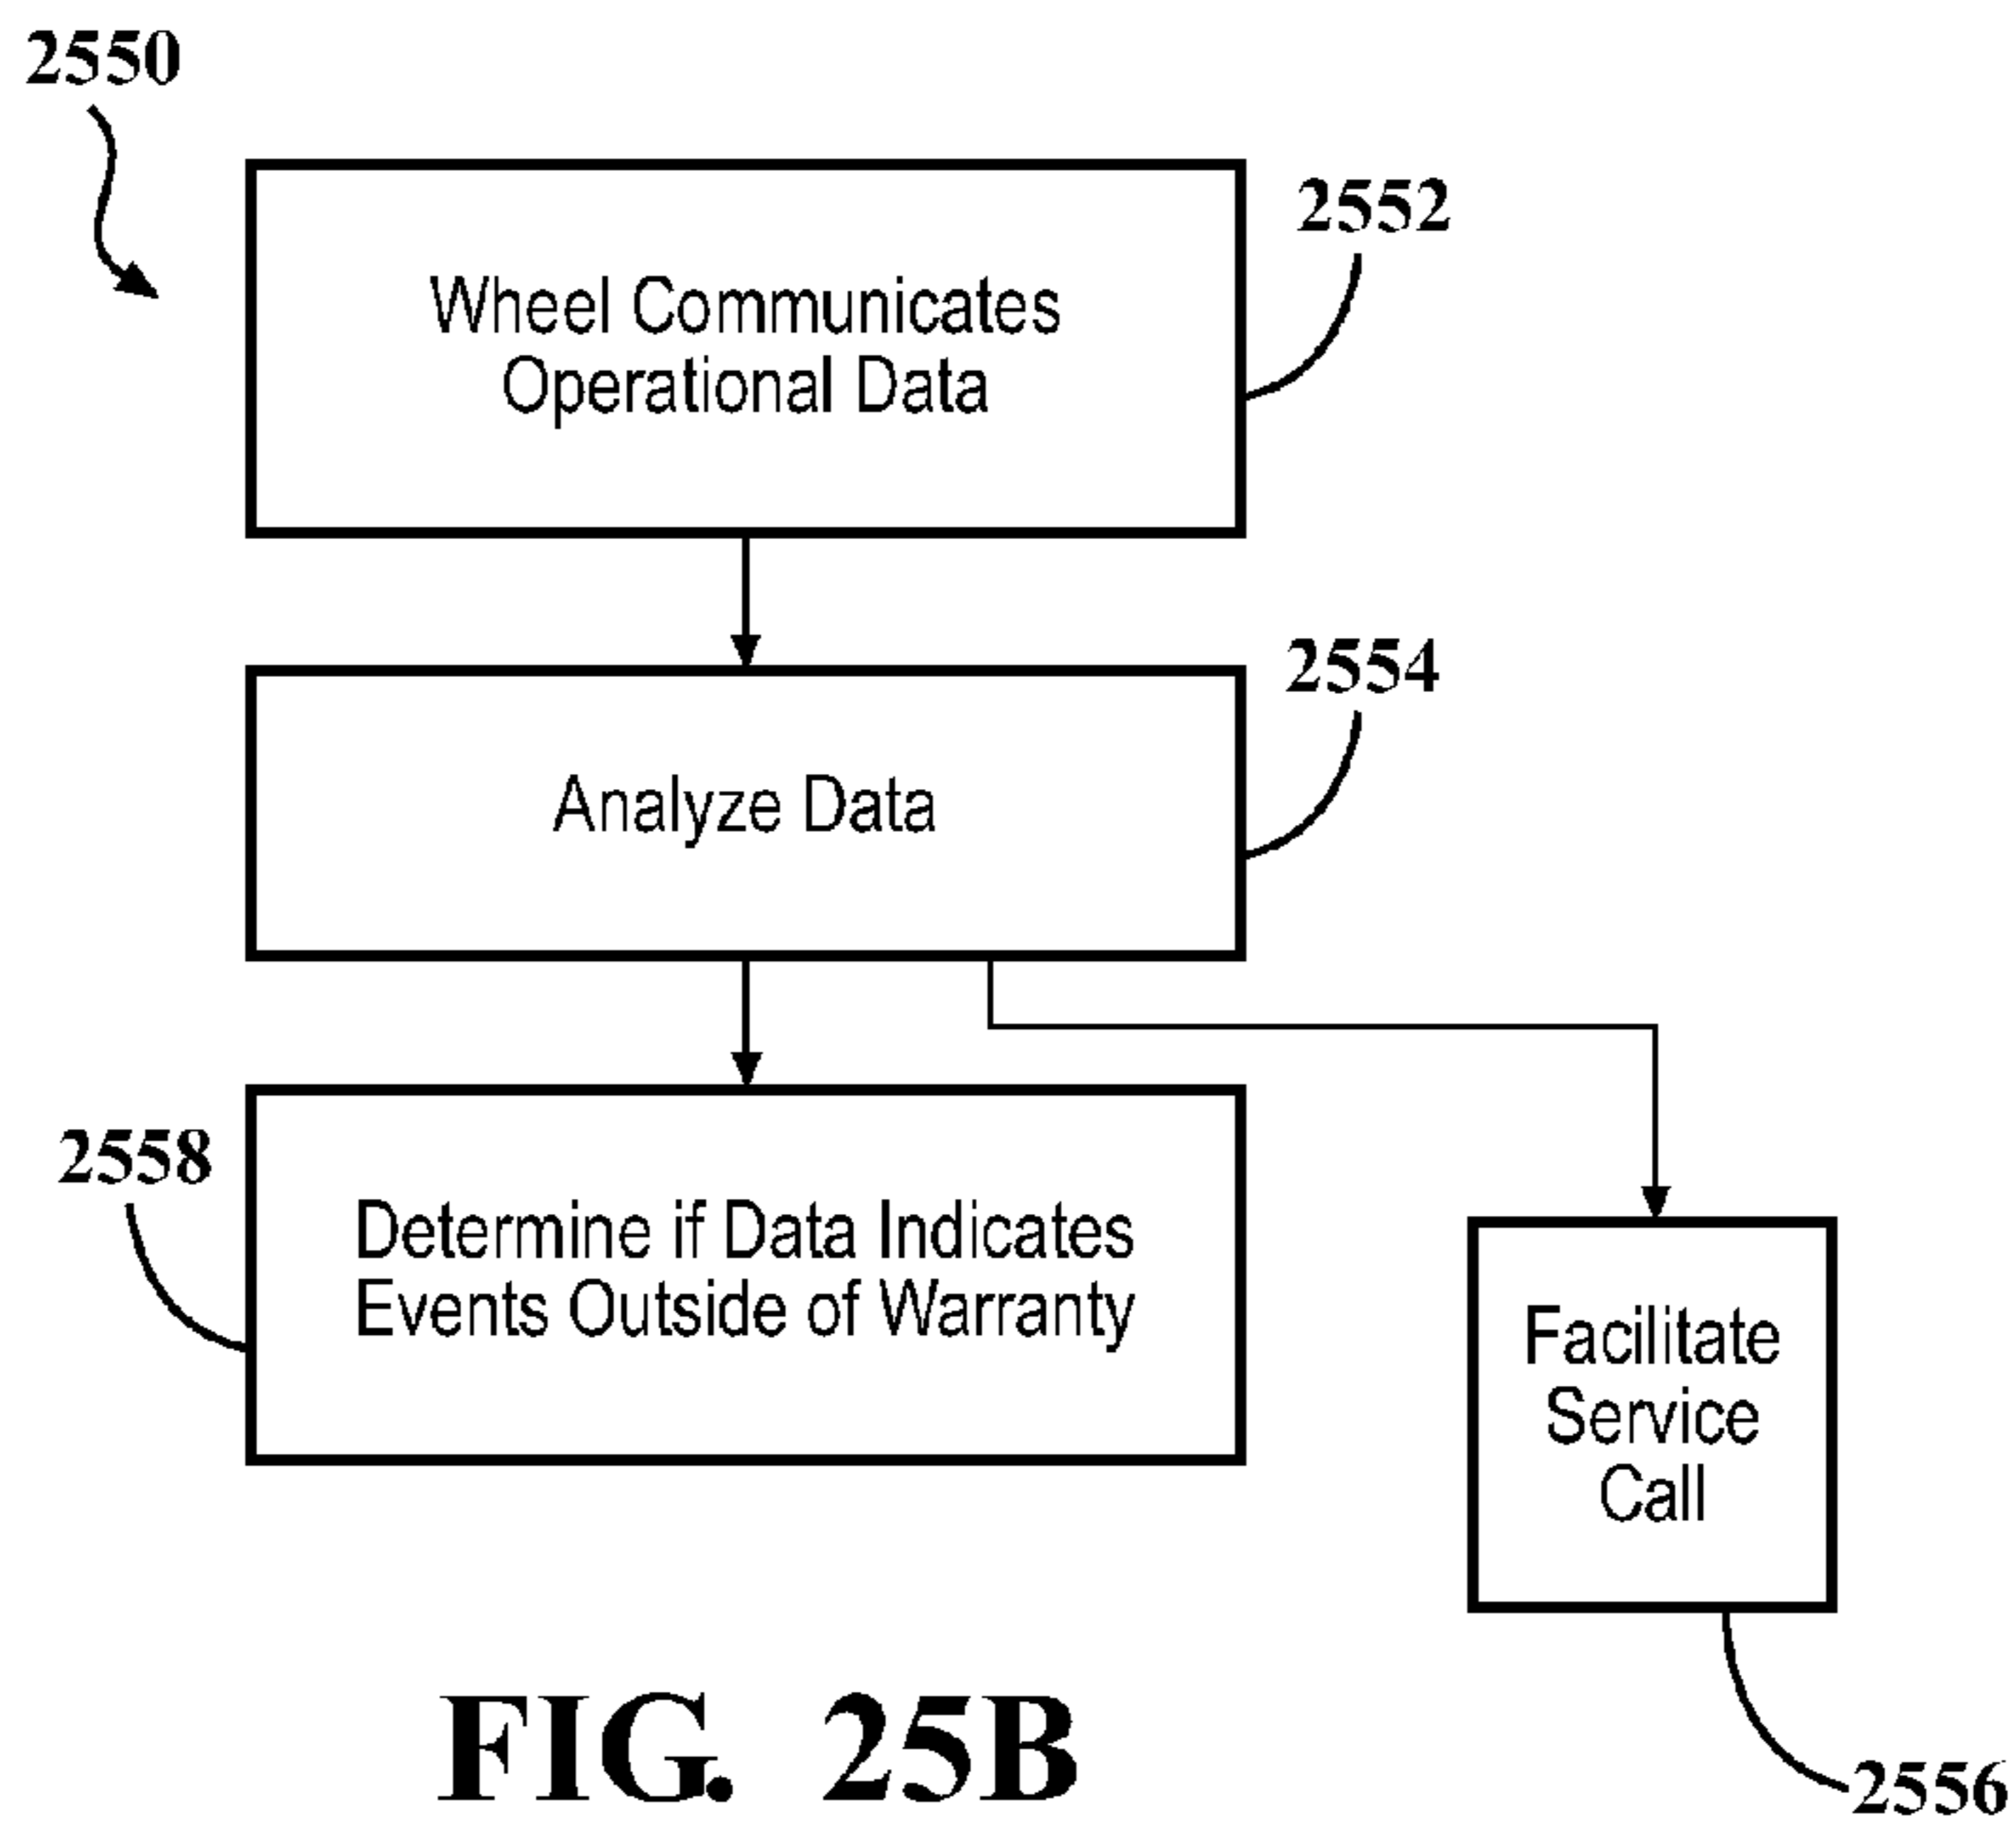 2550
2552
Wheel Communicates
Operational Data
2554
Analyze Data
2558
Determine if Data Indicates
Events Outside of Warranty
Facilitate
Service
Call
2556
FIG. 25B